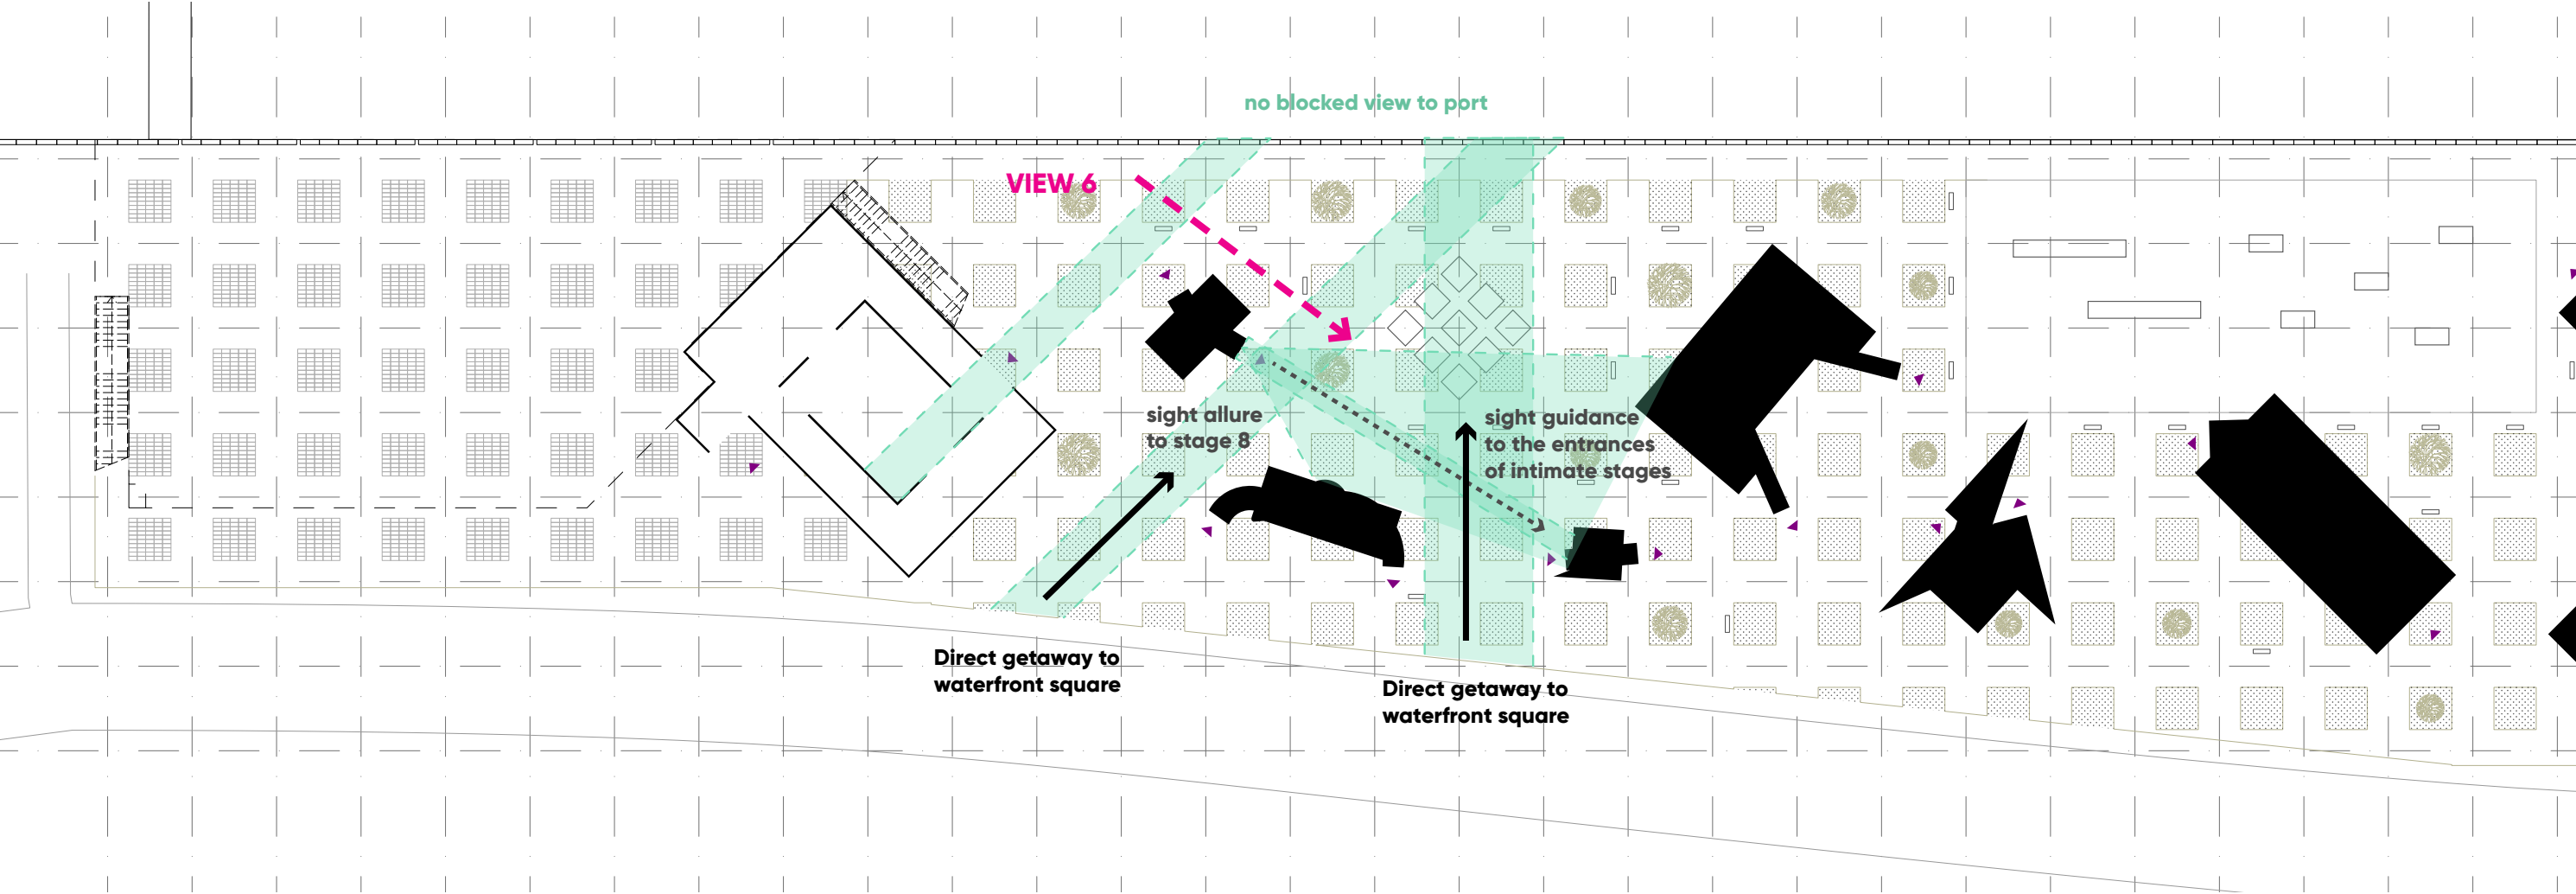 no blocked view to port
VIEW 6
sight allure
to stage 8
sight guidance
to the entrances
of intimate stages
Direct getaway to
waterfront square
Direct getaway to
waterfront square